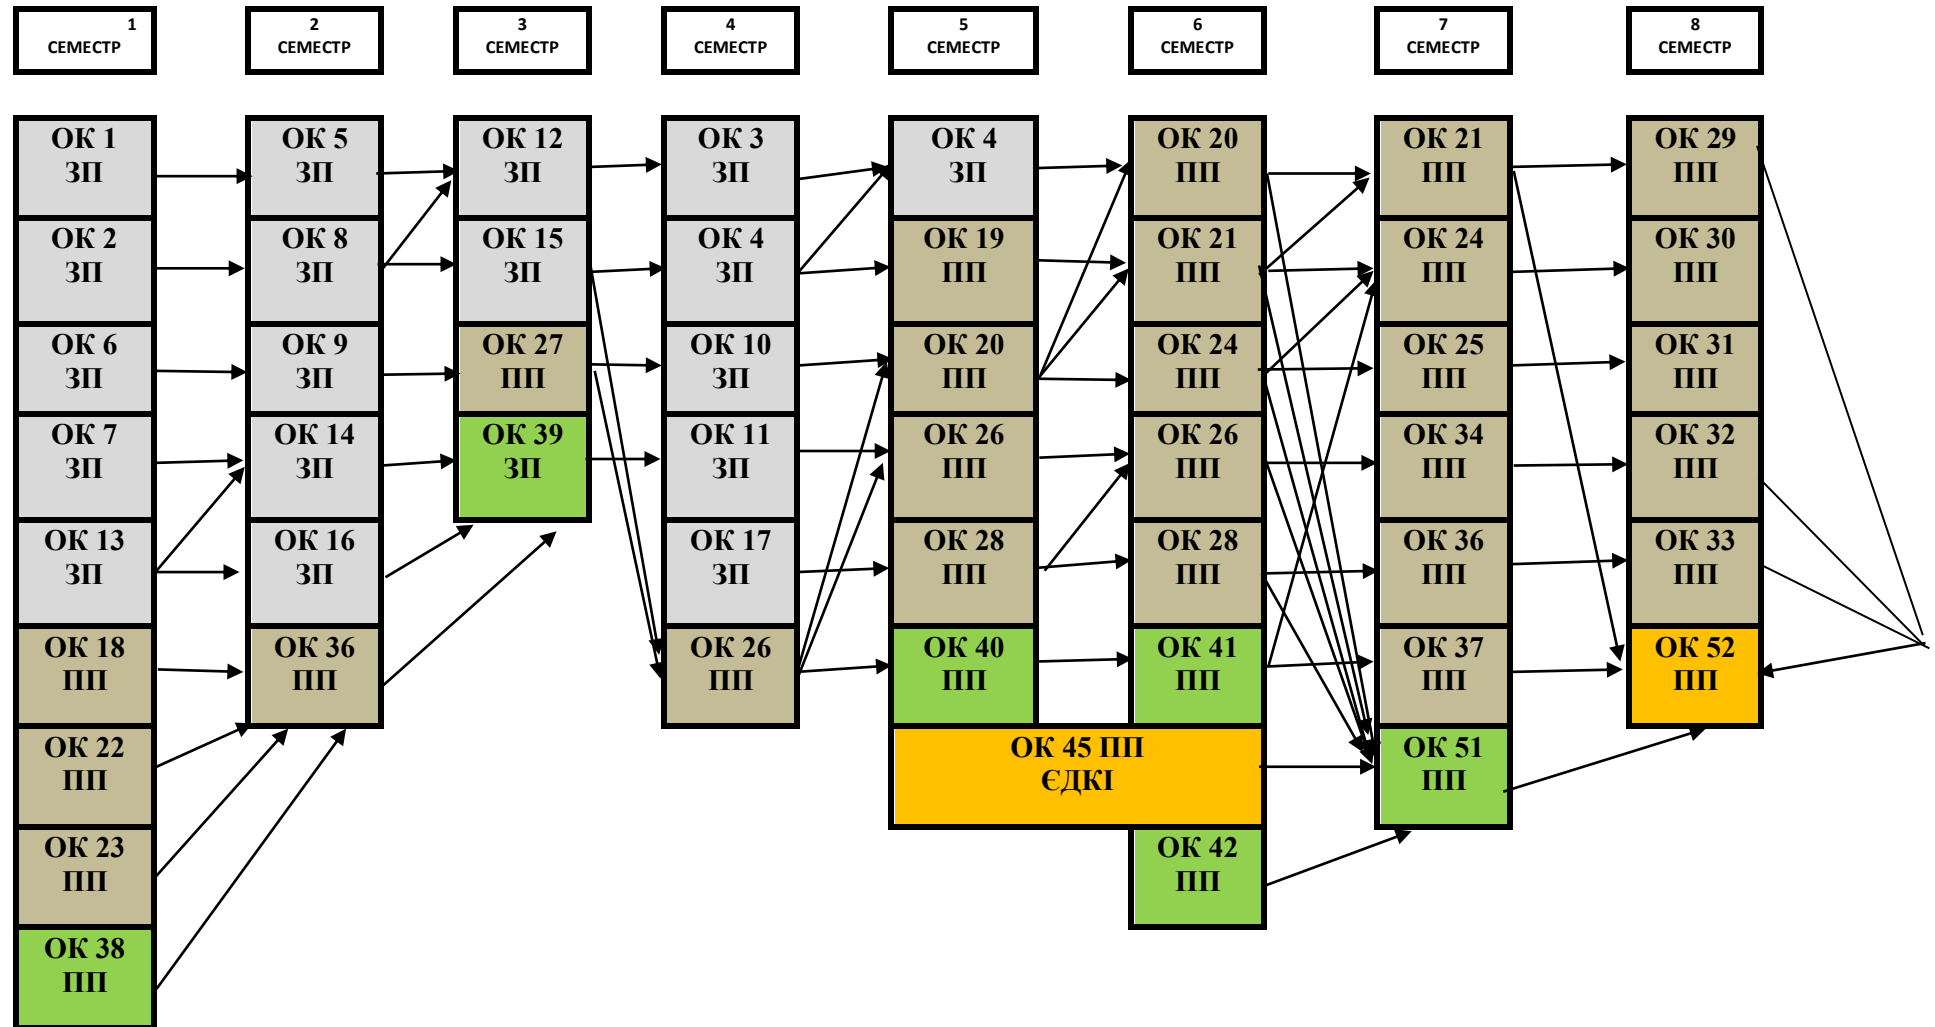 1
СЕМЕСТР
2
СЕМЕСТР
3
СЕМЕСТР
4
СЕМЕСТР
5
СЕМЕСТР
6
СЕМЕСТР
7
СЕМЕСТР
8
СЕМЕСТР
ОК 1
ЗП
ОК 2
ЗП
ОК 6
ЗП
ОК 7
ЗП
ОК 13
ЗП
ОК 18
ПП
ОК 22
ПП
ОК 23
ПП
ОК 38
ПП
ОК 5
ЗП
ОК 8
ЗП
ОК 9
ЗП
ОК 14
ЗП
ОК 16
ЗП
ОК 36
ПП
ОК 12
ЗП
ОК 15
ЗП
ОК 27
ПП
ОК 39
ЗП
ОК 3
ЗП
ОК 4
ЗП
ОК 10
ЗП
ОК 11
ЗП
ОК 17
ЗП
ОК 26
ПП
ОК 4
ЗП
ОК 19
ПП
ОК 20
ПП
ОК 26
ПП
ОК 28
ПП
ОК 40
ПП
ОК 45 ПП
ЄДКІ
ОК 20
ПП
ОК 21
ПП
ОК 24
ПП
ОК 26
ПП
ОК 28
ПП
ОК 41
ПП
ОК 42
ПП
ОК 21
ПП
ОК 24
ПП
ОК 25
ПП
ОК 34
ПП
ОК 36
ПП
ОК 37
ПП
ОК 51
ПП
ОК 29
ПП
ОК 30
ПП
ОК 31
ПП
ОК 32
ПП
ОК 33
ПП
ОК 52
ПП